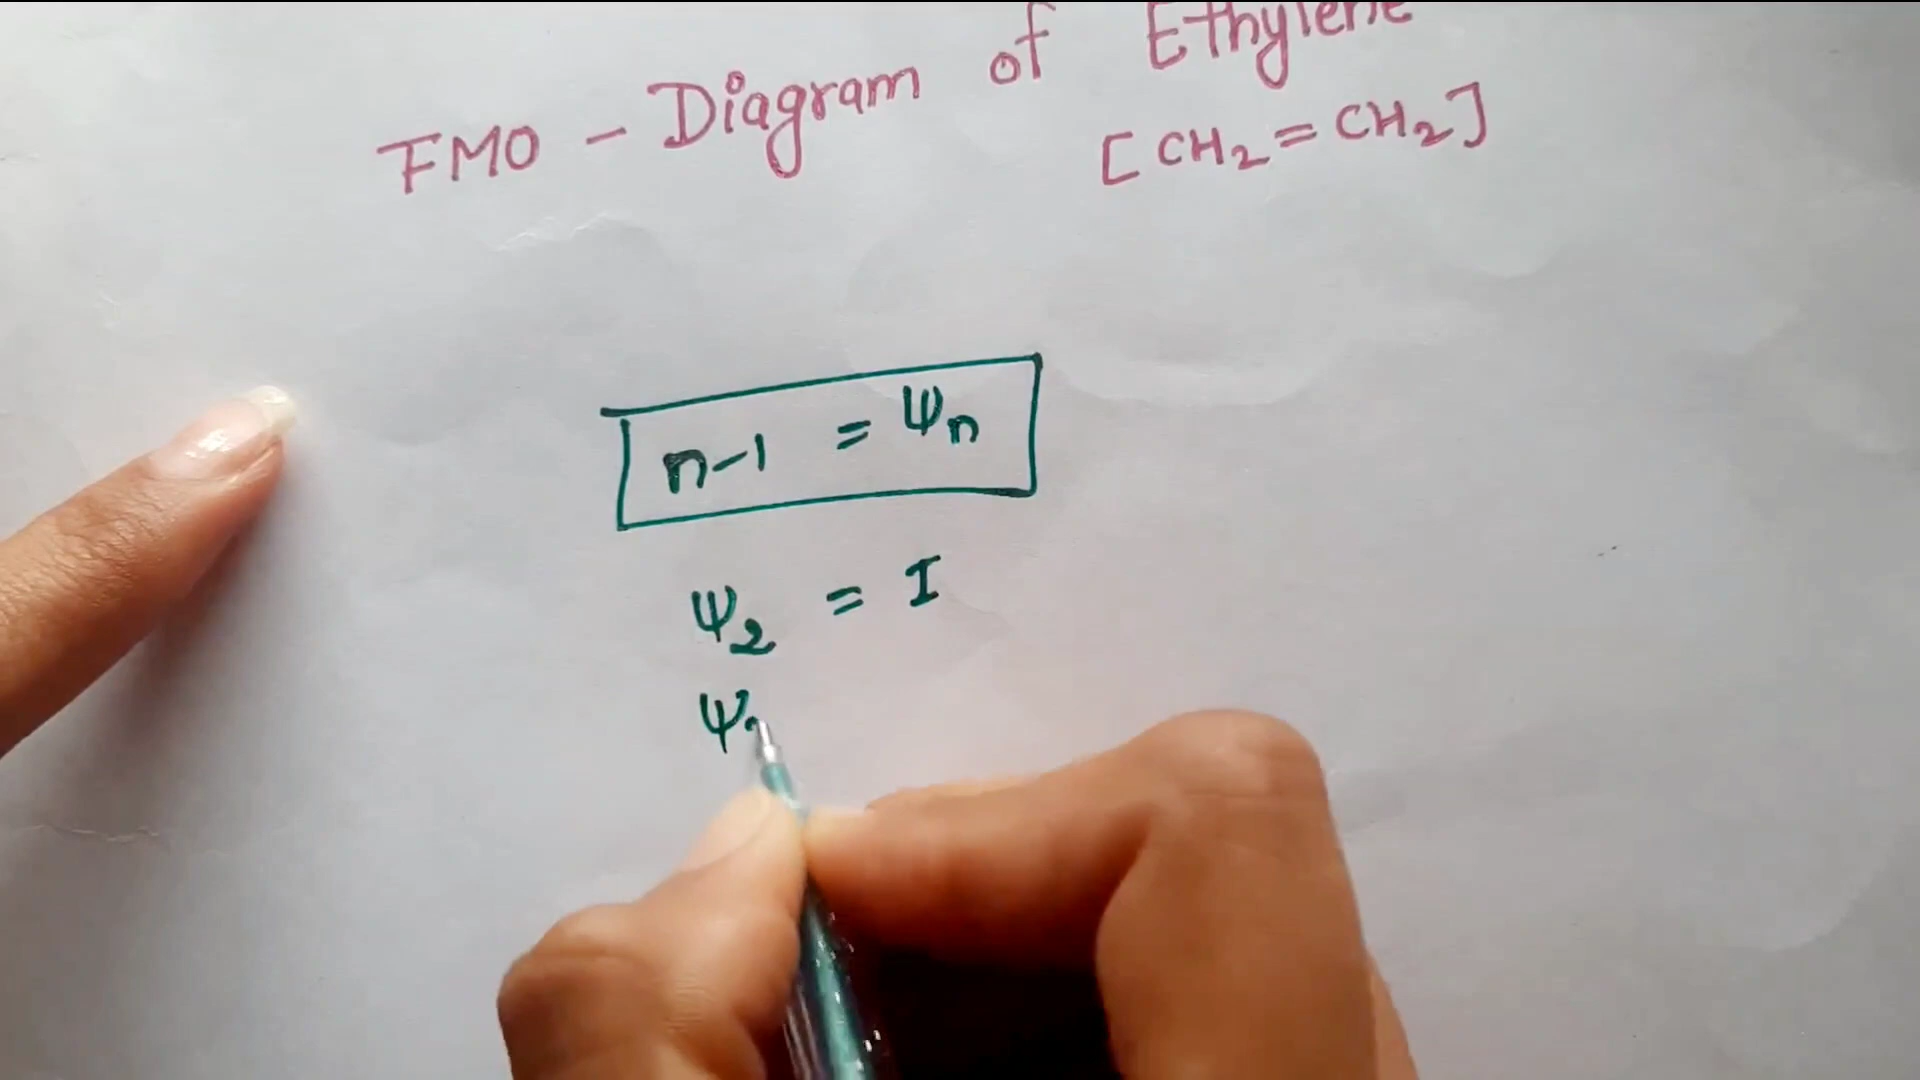 FMO - Diagram of Ethylene
[CH₂=CH₂]
n-1 = Ψn
Ψ₂ = I
Ψ